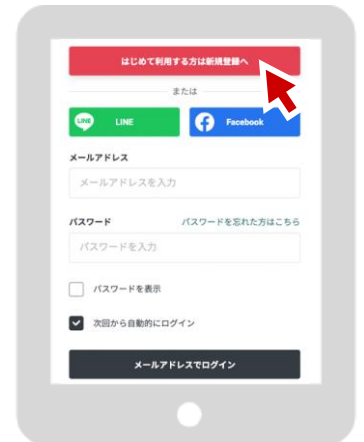 はじめて利用する方は新規登録へ
または
LINE LINE
Facebook
メールアドレス
メールアドレスを入力
パスワード パスワードを忘れた方はこちら
パスワードを入力
パスワードを表示
次回から自動的にログイン
メールアドレスでログイン